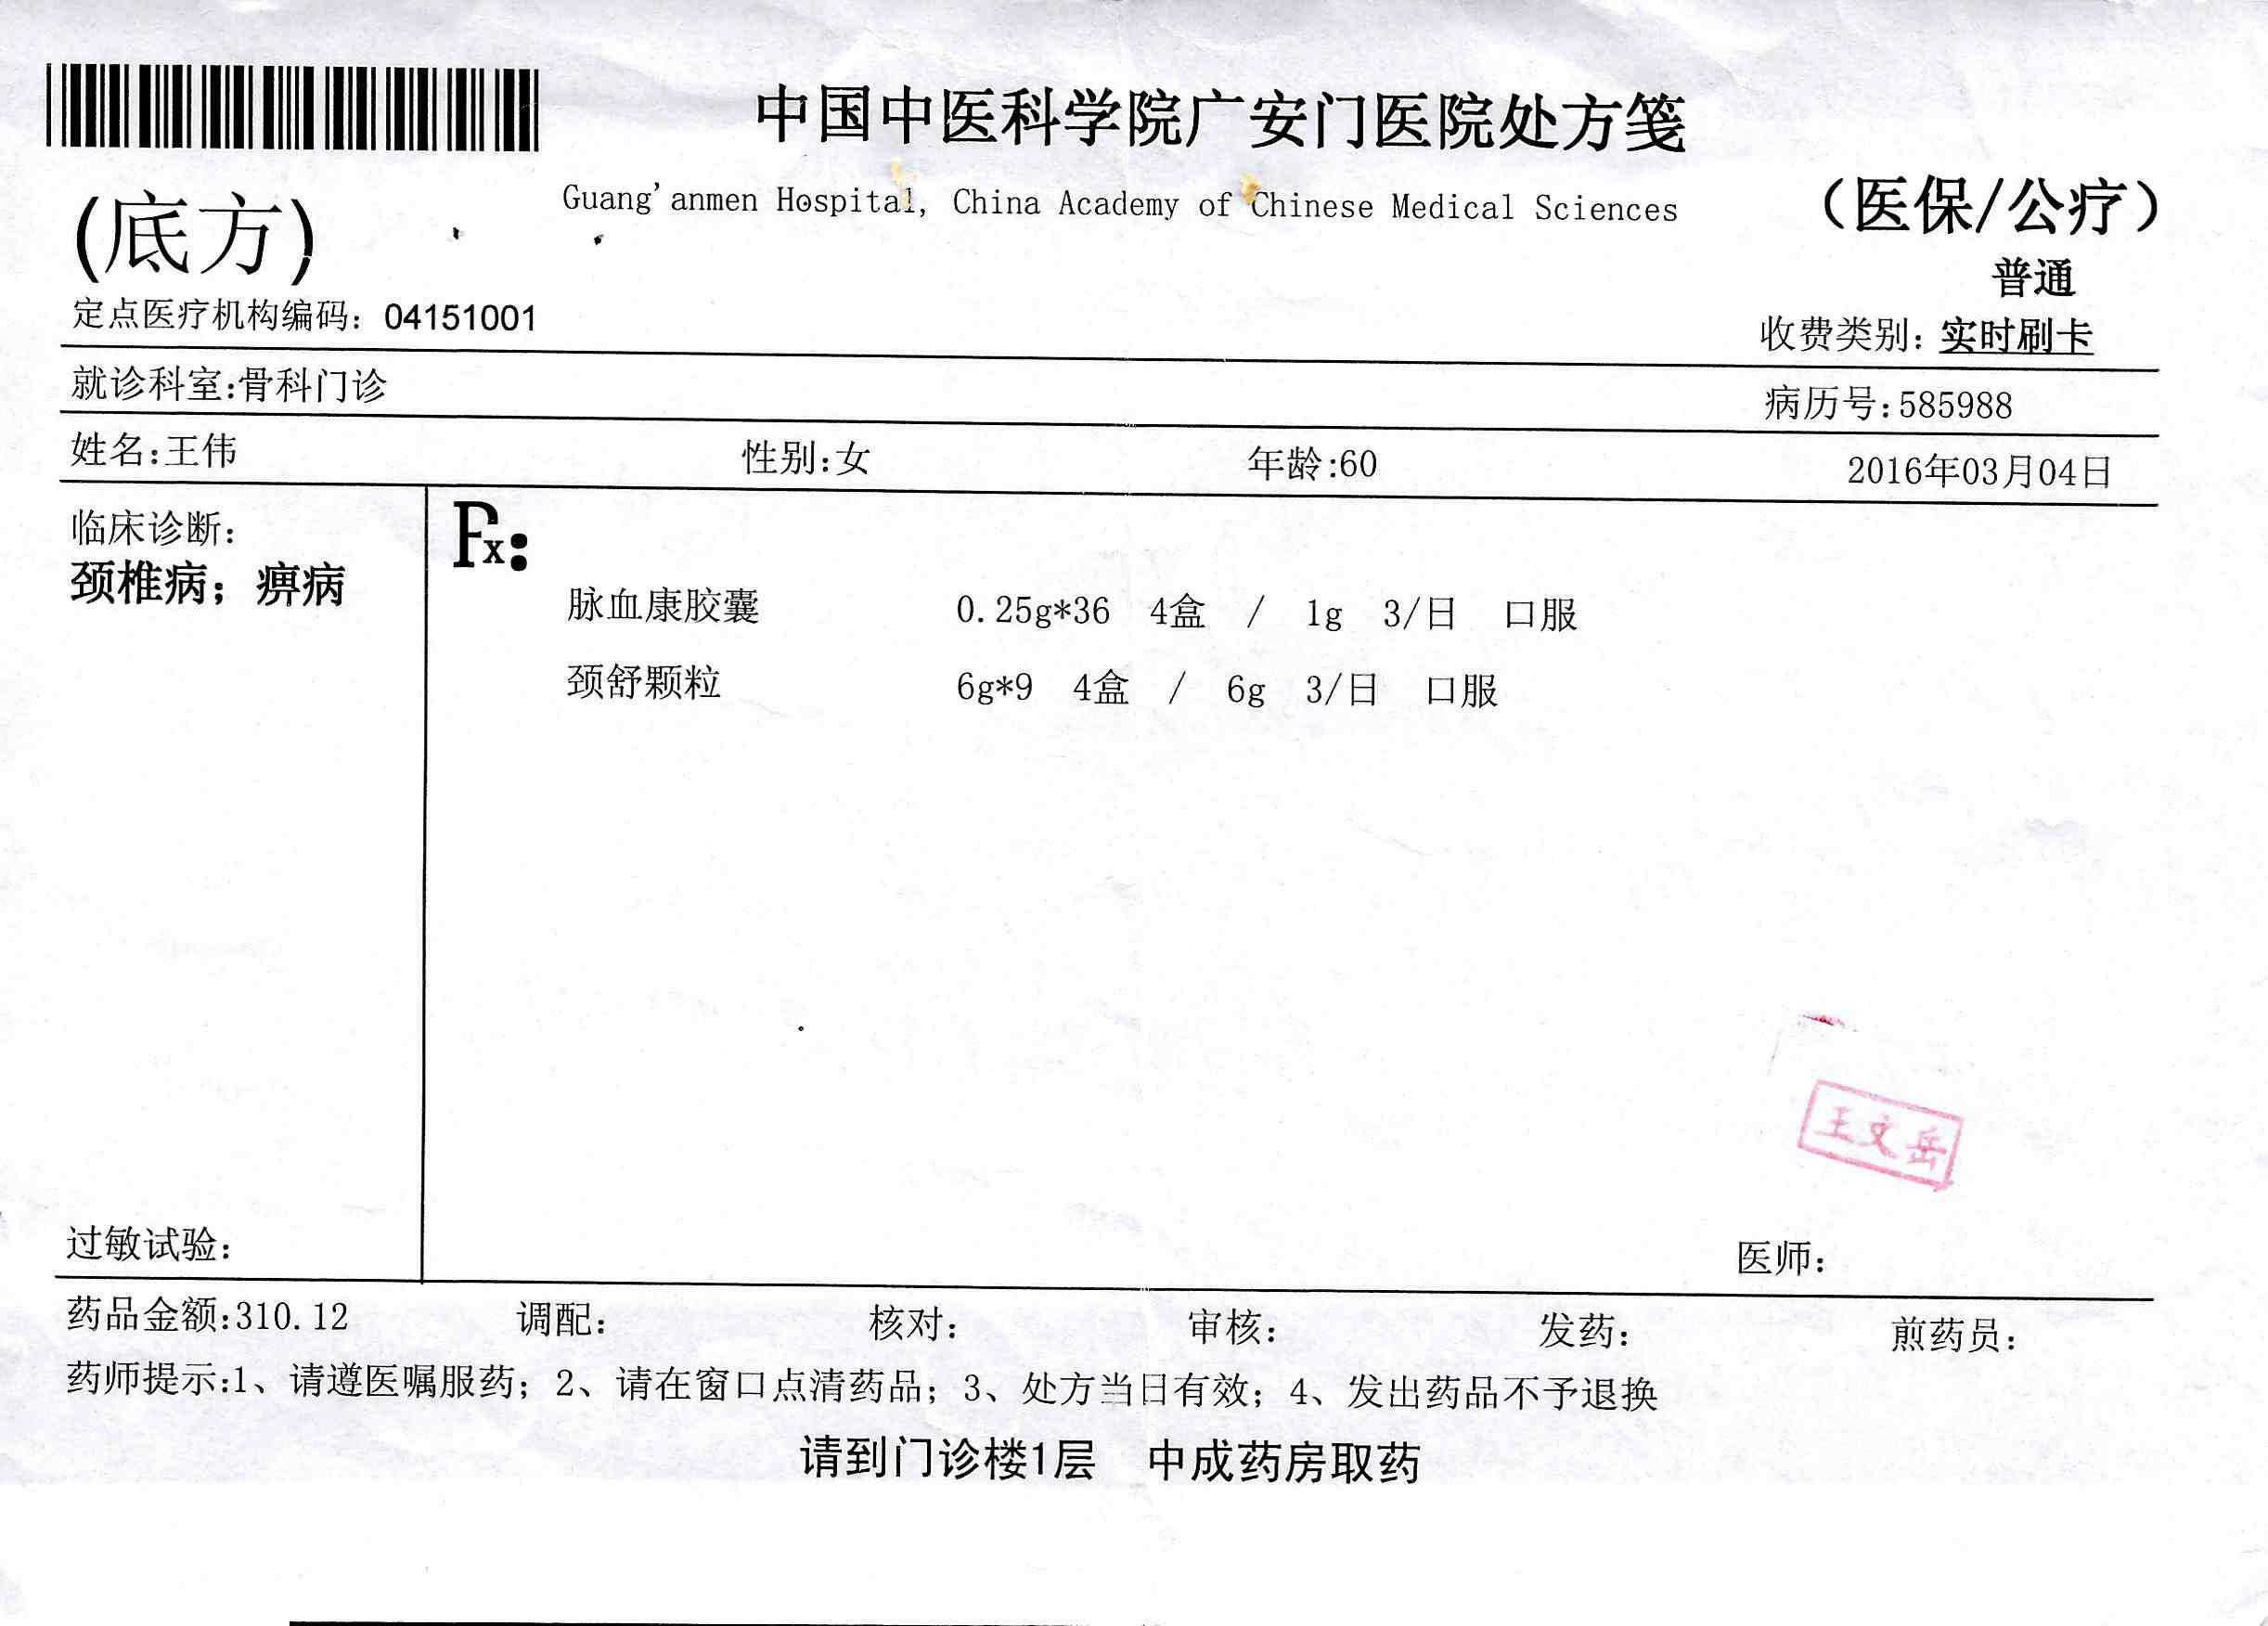 中国中医科学院广安门医院处方笺
Guang'anmen Hospital, China Academy of Chinese Medical Sciences
(底方)
（医保/公疗）
普通
定点医疗机构编码：04151001
收费类别：实时刷卡
就诊科室:骨科门诊 病历号:585988
姓名:王伟 性别:女 年龄:60 2016年03月04日
临床诊断：
颈椎病；痹病
Rx:
脉血康胶囊 0.25g*36 4盒 / 1g 3/日 口服
颈舒颗粒 6g*9 4盒 / 6g 3/日 口服
王文岳
过敏试验： 医师：
药品金额:310.12 调配： 核对： 审核： 发药： 煎药员：
药师提示:1、请遵医嘱服药；2、请在窗口点清药品；3、处方当日有效；4、发出药品不予退换
请到门诊楼1层 中成药房取药